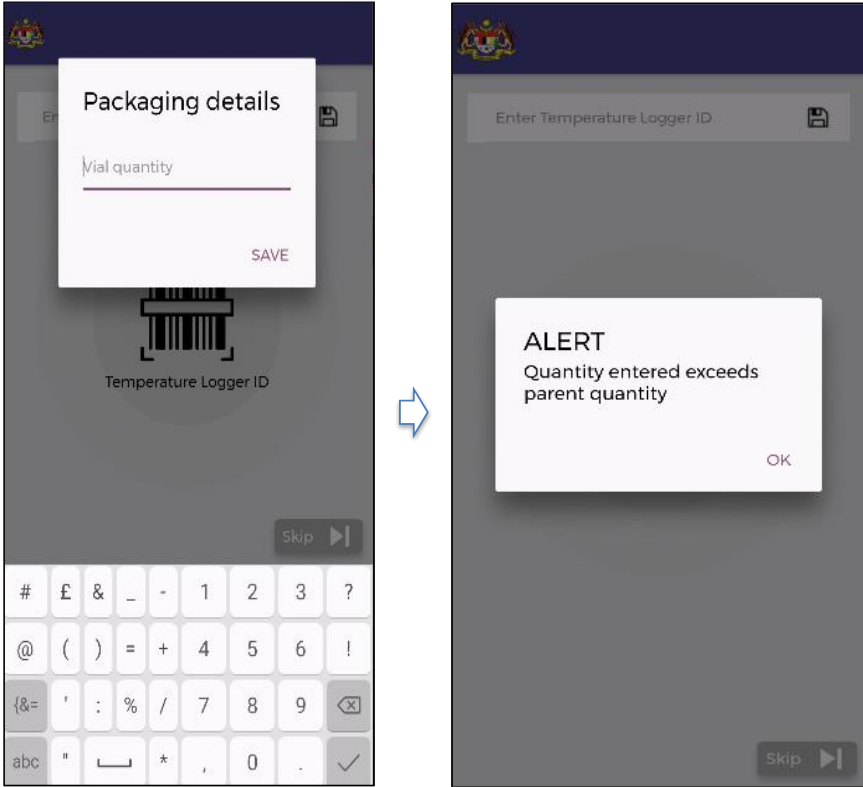 Packaging details
En
Vial quantity
SAVE
Temperature Logger ID
Skip
# £ & _ - 1 2 3 ?
@ ( ) = + 4 5 6 !
{&= ' : % / 7 8 9
abc " * , 0 .
Enter Temperature Logger ID
ALERT
Quantity entered exceeds
parent quantity
OK
Skip